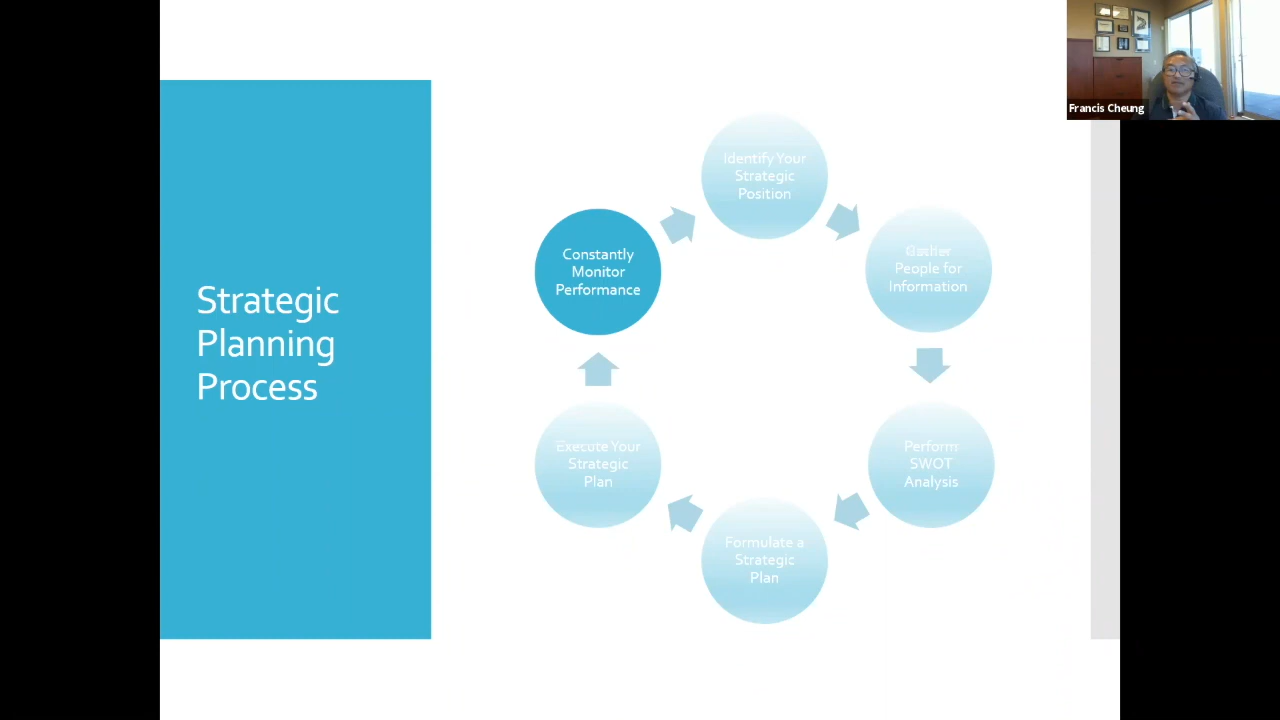 Francis Cheung
Strategic
Planning
Process
Identify Your
Strategic
Position
Gather
People for
Information
Perform
SWOT
Analysis
Formulate a
Strategic
Plan
Execute Your
Strategic
Plan
Constantly
Monitor
Performance